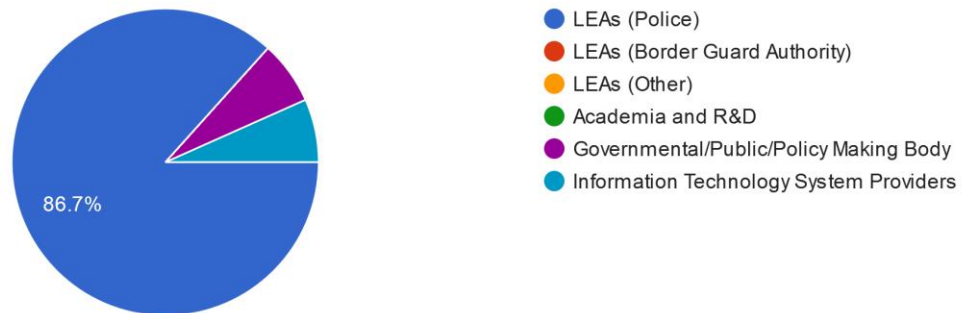 86.7%
LEAs (Police)
LEAs (Border Guard Authority)
LEAs (Other)
Academia and R&D
Governmental/Public/Policy Making Body
Information Technology System Providers